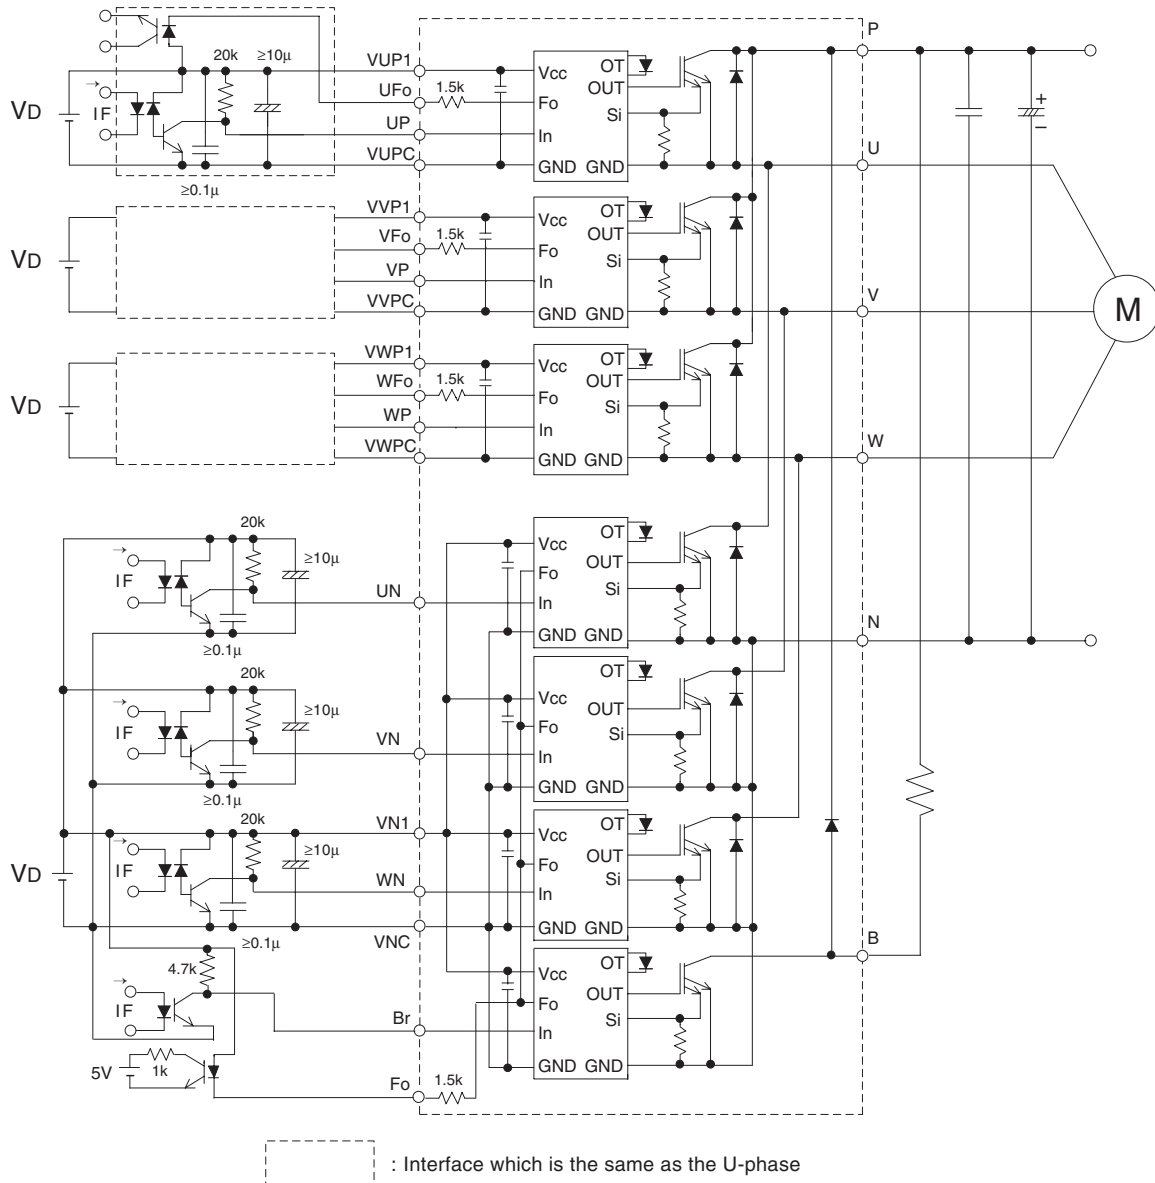 20k
≥10μ
VUP1
P
OT
Vcc
OUT
UFo
1.5k
VD
IF
Fo
Si
+
−
UP
In
VUPC
U
GND GND
≥0.1μ
VVP1
OT
Vcc
OUT
VFo
1.5k
VD
Fo
Si
VP
In
VVPC
V
GND GND
M
VWP1
OT
Vcc
OUT
WFo
1.5k
VD
Fo
Si
WP
In
VWPC
W
GND GND
20k
OT
Vcc
≥10μ
OUT
IF
Fo
UN
Si
In
N
GND GND
≥0.1μ
20k
OT
Vcc
≥10μ
OUT
IF
Fo
VN
Si
In
GND GND
≥0.1μ
20k
VN1
OT
Vcc
≥10μ
OUT
VD
IF
Fo
WN
Si
In
GND GND
VNC
≥0.1μ
B
4.7k
OT
Vcc
OUT
IF
Fo
Br
Si
In
5V
1k
GND GND
Fo
1.5k
: Interface which is the same as the U-phase